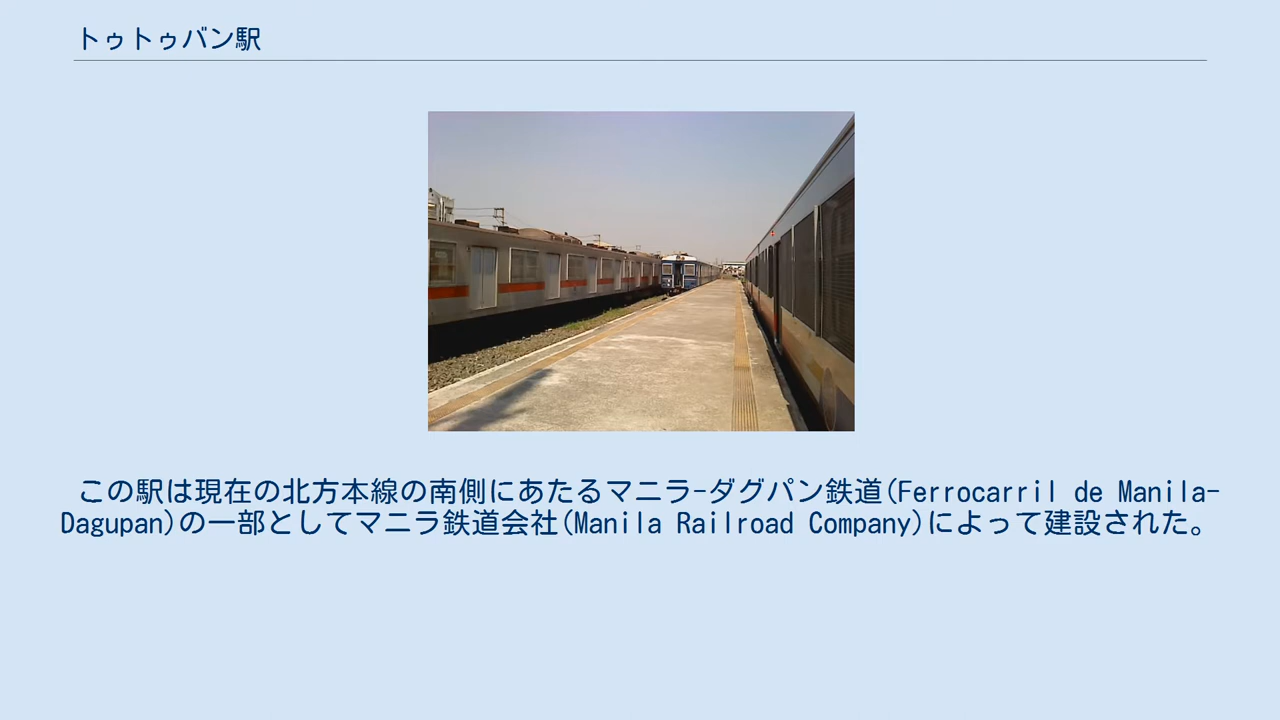 トゥトゥバン駅
この駅は現在の北方本線の南側にあたるマニラ-ダグパン鉄道(Ferrocarril de Manila-
Dagupan)の一部としてマニラ鉄道会社(Manila Railroad Company)によって建設された。